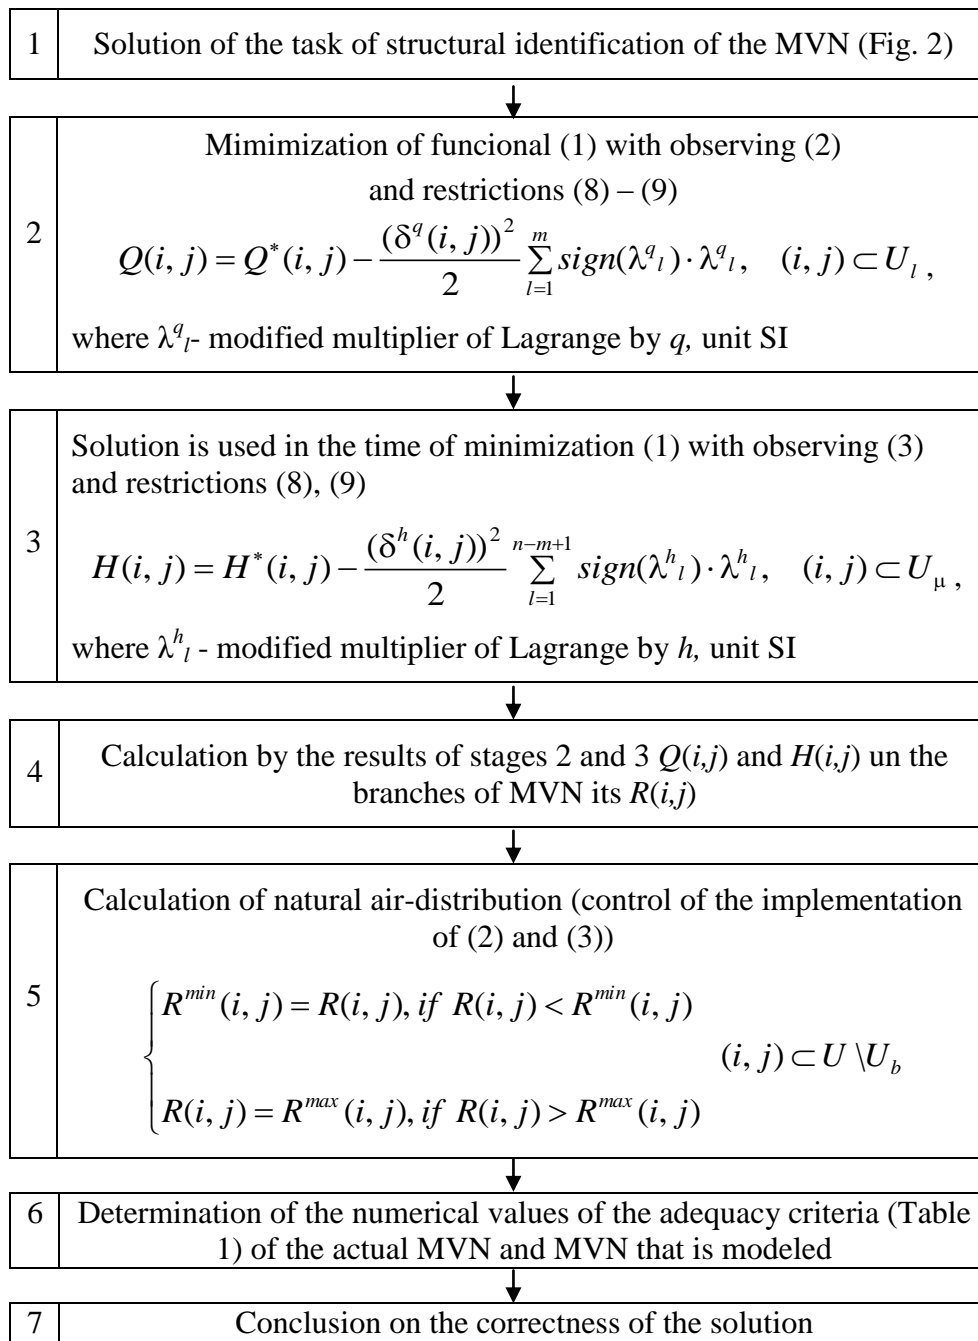 1 Solution of the task of structural identification of the MVN (Fig. 2)
2
Mimimization of funcional (1) with observing (2)
and restrictions (8) – (9)
Q(i, j) = Q*(i, j) − (δ^q(i, j))²/2 ∑_{l=1}^{m} sign(λ^q_l) · λ^q_l, (i, j) ⊂ U_l ,
where λ^q_l- modified multiplier of Lagrange by q, unit SI
3
Solution is used in the time of minimization (1) with observing (3)
and restrictions (8), (9)
H(i, j) = H*(i, j) − (δ^h(i, j))²/2 ∑_{l=1}^{n−m+1} sign(λ^h_l) · λ^h_l, (i, j) ⊂ U_μ ,
where λ^h_l - modified multiplier of Lagrange by h, unit SI
4
Calculation by the results of stages 2 and 3 Q(i,j) and H(i,j) un the
branches of MVN its R(i,j)
5
Calculation of natural air-distribution (control of the implementation
of (2) and (3))
{ R^min(i, j) = R(i, j), if R(i, j) < R^min(i, j)
(i, j) ⊂ U \U_b
R(i, j) = R^max(i, j), if R(i, j) > R^max(i, j)
6
Determination of the numerical values of the adequacy criteria (Table
1) of the actual MVN and MVN that is modeled
7 Conclusion on the correctness of the solution